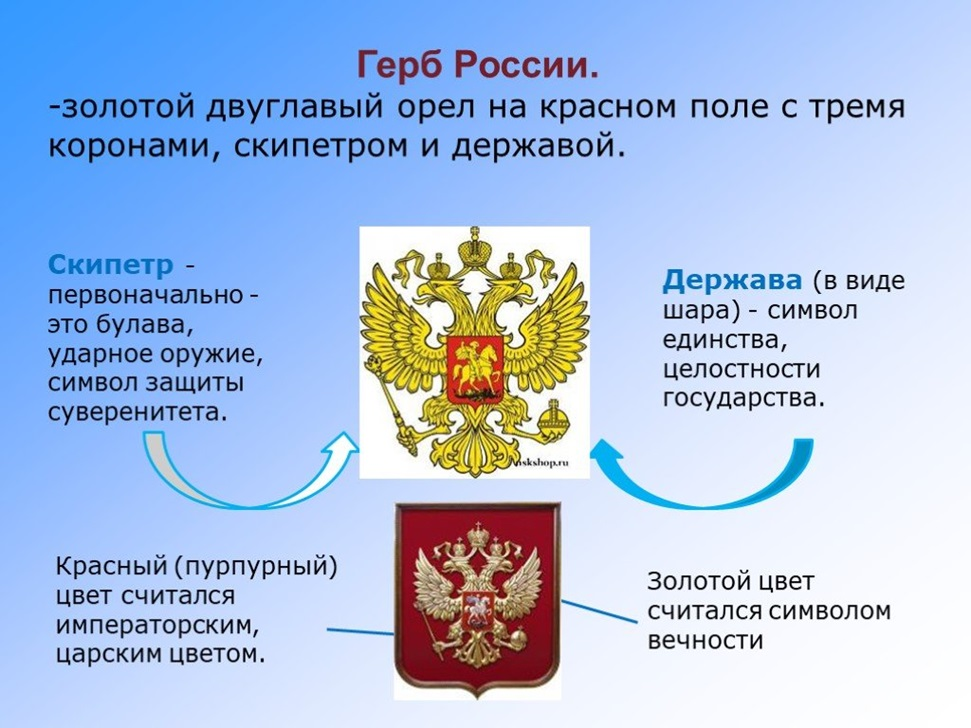 Герб России.
-золотой двуглавый орел на красном поле с тремя
коронами, скипетром и державой.
Скипетр -
первоначально -
это булава,
ударное оружие,
символ защиты
суверенитета.
Держава (в виде
шара) - символ
единства,
целостности
государства.
nskshop.ru
Красный (пурпурный)
цвет считался
императорским,
царским цветом.
Золотой цвет
считался символом
вечности